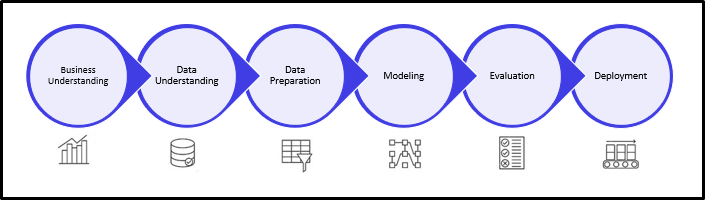 Business
Understanding
Data
Understanding
Data
Preparation
Modeling
Evaluation
Deployment